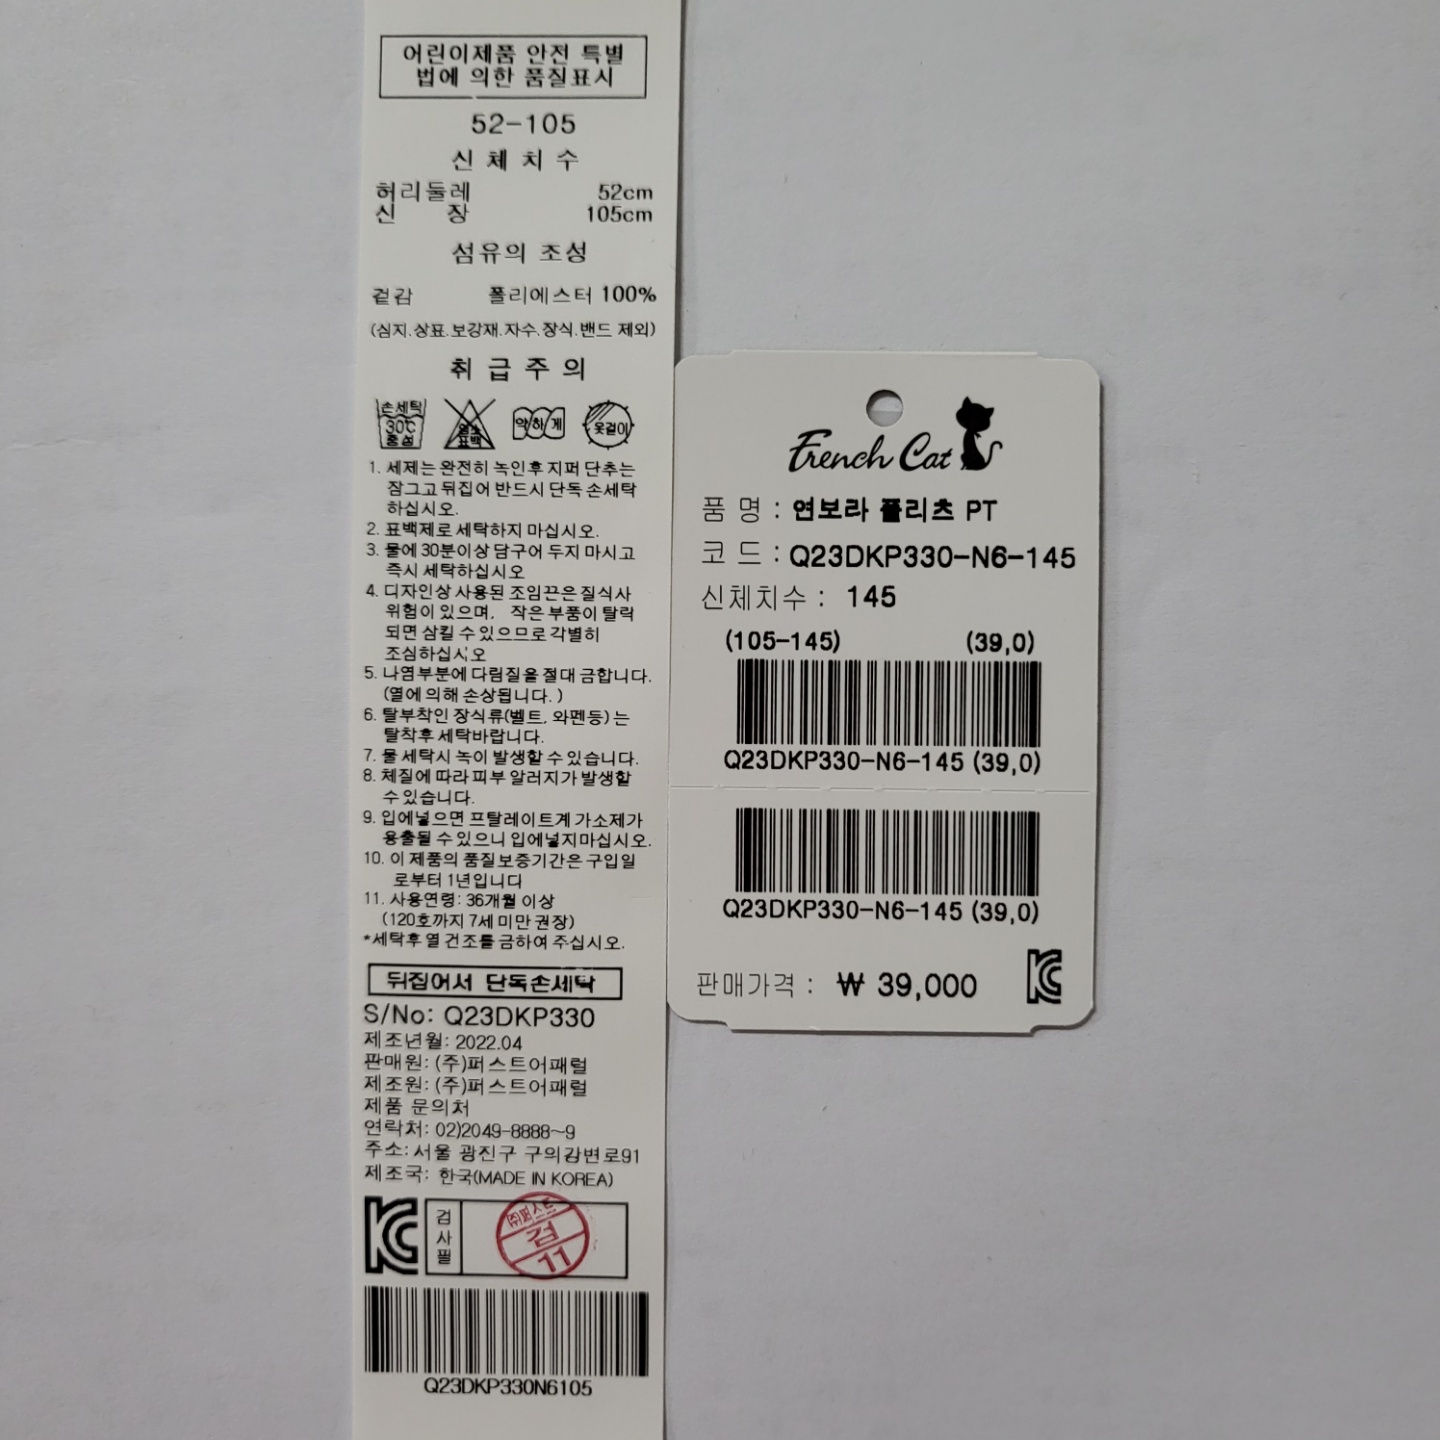 어린이제품 안전 특별
법에 의한 품질표시
52-105
신 체 치 수
허리둘레 52cm
신 장 105cm
섬유의 조성
겉감 폴리에스터 100%
(심지.상표.보강재.자수.장식.밴드 제외)
취 급 주 의
손세탁
30℃
중성
염소
표백
약하게
옷걸이
1. 세제는 완전히 녹인후 지퍼 단추는
잠그고 뒤집어 반드시 단독 손세탁
하십시오.
2. 표백제로 세탁하지 마십시오.
3. 물에 30분이상 담구어 두지 마시고
즉시 세탁하십시오
4. 디자인상 사용된 조임끈은 질식사
위험이 있으며, 작은 부품이 탈락
되면 삼킬 수 있으므로 각별히
조심하십시오
5. 나염부분에 다림질을 절대 금합니다.
(열에 의해 손상됩니다.)
6. 탈부착인 장식류(벨트, 와펜등)는
탈착후 세탁바랍니다.
7. 물 세탁시 녹이 발생할 수 있습니다.
8. 체질에 따라 피부 알러지가 발생할
수 있습니다.
9. 입에넣으면 프탈레이트계 가소제가
용출될 수 있으니 입에넣지마십시오.
10. 이 제품의 품질보증기간은 구입일
로부터 1년입니다
11. 사용연령: 36개월 이상
(120호까지 7세 미만 권장)
*세탁후 열 건조를 금하여 주십시오.
뒤집어서 단독손세탁
S/No: Q23DKP330
제조년월: 2022.04
판매원: (주)퍼스트어패럴
제조원: (주)퍼스트어패럴
제품 문의처
연락처: 02)2049-8888~9
주소: 서울 광진구 구의강변로91
제조국: 한국(MADE IN KOREA)
KC
검사필
(주)퍼스트
검
11
Q23DKP330N6105
French Cat
품 명 : 연보라 플리츠 PT
코 드 : Q23DKP330-N6-145
신체치수 : 145
(105-145) (39,0)
Q23DKP330-N6-145 (39,0)
Q23DKP330-N6-145 (39,0)
판매가격 : ₩ 39,000
KC